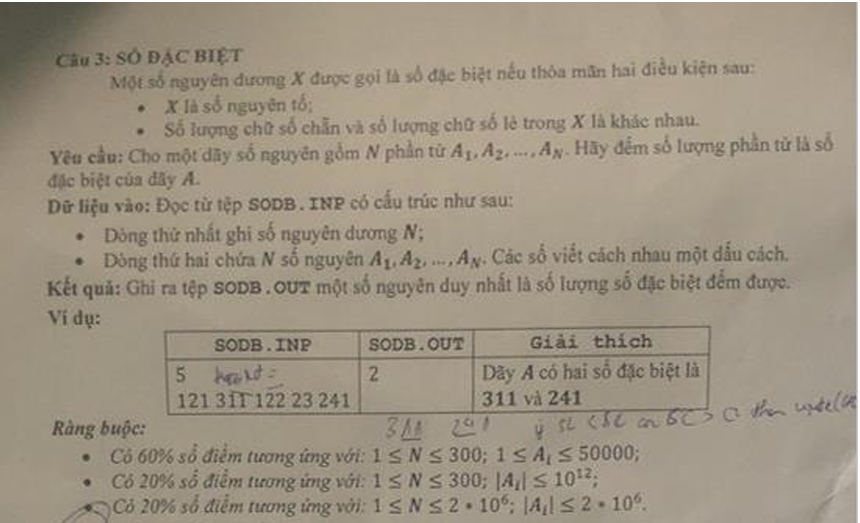 Câu 3: SỐ ĐẶC BIỆT
Một số nguyên dương X được gọi là số đặc biệt nếu thỏa mãn hai điều kiện sau:
• X là số nguyên tố;
• Số lượng chữ số chẵn và số lượng chữ số lẻ trong X là khác nhau.
Yêu cầu: Cho một dãy số nguyên gồm N phần tử A₁, A₂, ..., A_N. Hãy đếm số lượng phần tử là số
đặc biệt của dãy A.
Dữ liệu vào: Đọc từ tệp SODB.INP có cấu trúc như sau:
• Dòng thứ nhất ghi số nguyên dương N;
• Dòng thứ hai chứa N số nguyên A₁, A₂, ..., A_N. Các số viết cách nhau một dấu cách.
Kết quả: Ghi ra tệp SODB.OUT một số nguyên duy nhất là số lượng số đặc biệt đếm được.
Ví dụ:
SODB.INP SODB.OUT Giải thích
5 2 Dãy A có hai số đặc biệt là
121 311 122 23 241 311 và 241
Ràng buộc:
311 241
• Có 60% số điểm tương ứng với: 1 ≤ N ≤ 300; 1 ≤ Aᵢ ≤ 50000;
• Có 20% số điểm tương ứng với: 1 ≤ N ≤ 300; |Aᵢ| ≤ 10¹²;
• Có 20% số điểm tương ứng với: 1 ≤ N ≤ 2 * 10⁶; |Aᵢ| ≤ 2 * 10⁶.